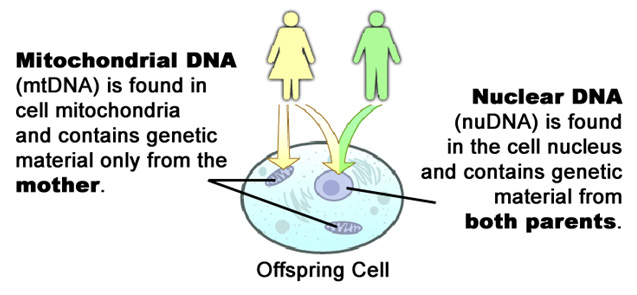 Mitochondrial DNA
(mtDNA) is found in
cell mitochondria
and contains genetic
material only from the
mother.
Nuclear DNA
(nuDNA) is found
in the cell nucleus
and contains genetic
material from
both parents.
Offspring Cell